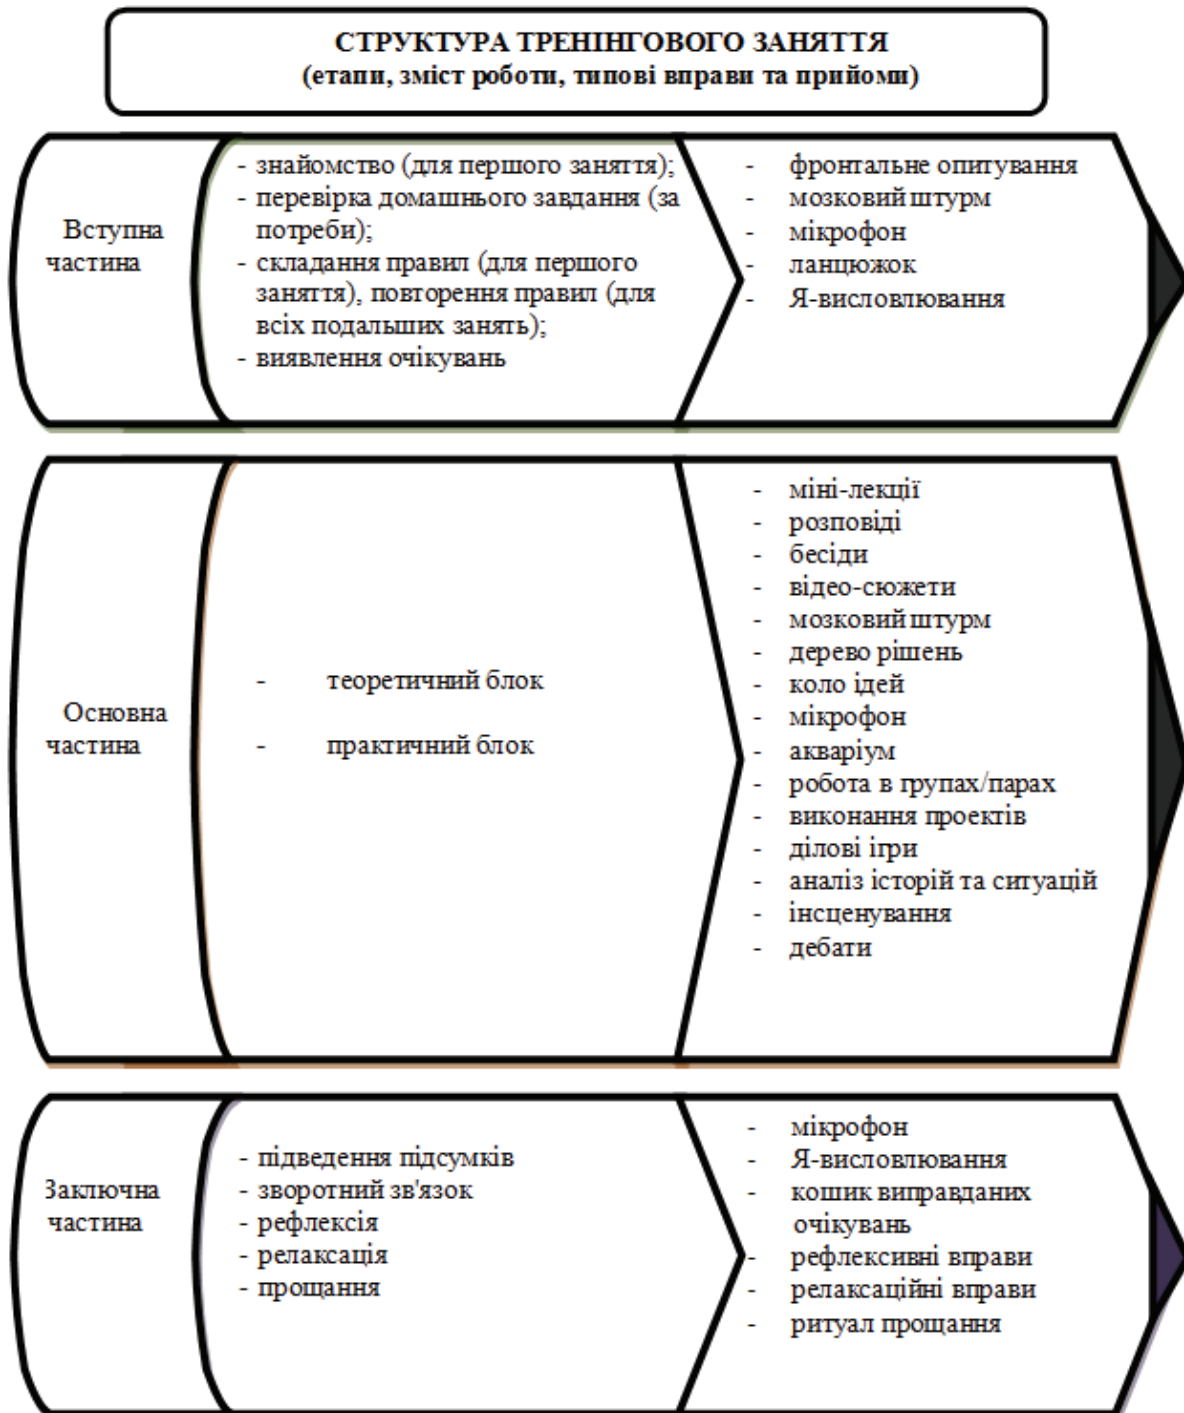 СТРУКТУРА ТРЕНІНГОВОГО ЗАНЯТТЯ
(етапи, зміст роботи, типові вправи та прийоми)
Вступна
частина
- знайомство (для першого заняття);
- перевірка домашнього завдання (за
потреби);
- складання правил (для першого
заняття), повторення правил (для
всіх подальших занять);
- виявлення очікувань
- фронтальне опитування
- мозковий штурм
- мікрофон
- ланцюжок
- Я-висловлювання
Основна
частина
- теоретичний блок
- практичний блок
- міні-лекції
- розповіді
- бесіди
- відео-сюжети
- мозковий штурм
- дерево рішень
- коло ідей
- мікрофон
- акваріум
- робота в групах/парах
- виконання проектів
- ділові ігри
- аналіз історій та ситуацій
- інсценування
- дебати
Заключна
частина
- підведення підсумків
- зворотний зв'язок
- рефлексія
- релаксація
- прощання
- мікрофон
- Я-висловлювання
- кошик виправданих
очікувань
- рефлексивні вправи
- релаксаційні вправи
- ритуал прощання